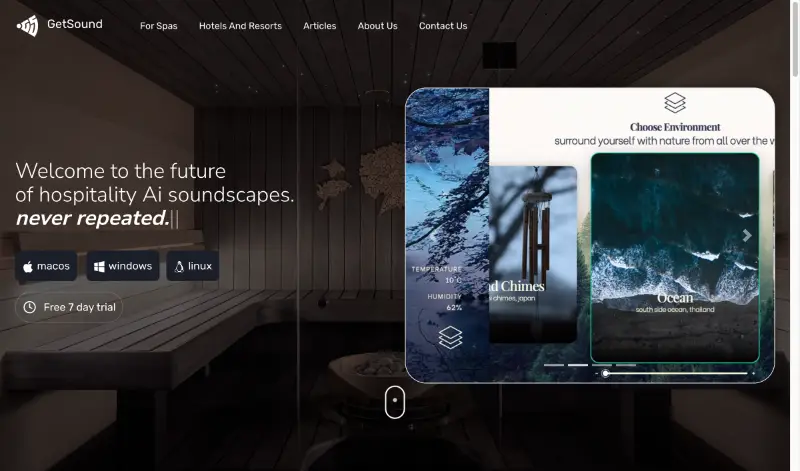 GetSound
For Spas
Hotels And Resorts
Articles
About Us
Contact Us
Welcome to the future
of hospitality Ai soundscapes.
never repeated.||
macos
windows
linux
Free 7 day trial
Choose Environment
surround yourself with nature from all over the w
TEMPERATURE
10°C
HUMIDITY
62%
d Chimes
chimes, japan
Ocean
south side ocean, thailand